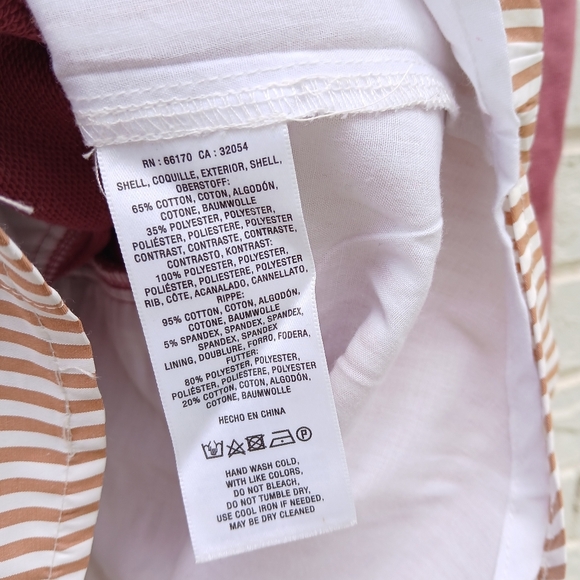 RN : 66170 CA : 32054
SHELL, COQUILLE, EXTERIOR, SHELL,
OBERSTOFF:
65% COTTON, COTON, ALGODÓN,
COTONE, BAUMWOLLE
35% POLYESTER, POLYESTER,
POLIÉSTER, POLIESTERE, POLYESTER
CONTRAST, CONTRASTE, CONTRASTE,
CONTRASTO, KONTRAST:
100% POLYESTER, POLYESTER,
POLIÉSTER, POLIESTERE, POLYESTER
RIB, CÔTE, ACANALADO, CANNELLATO,
RIPPE:
95% COTTON, COTON, ALGODÓN,
COTONE, BAUMWOLLE
5% SPANDEX, SPANDEX, SPANDEX,
SPANDEX, SPANDEX
LINING, DOUBLURE, FORRO, FODERA,
FUTTER:
80% POLYESTER, POLYESTER,
POLIÉSTER, POLIESTERE, POLYESTER
20% COTTON, COTON, ALGODÓN,
COTONE, BAUMWOLLE
HECHO EN CHINA
P
HAND WASH COLD,
WITH LIKE COLORS,
DO NOT BLEACH,
DO NOT TUMBLE DRY,
USE COOL IRON IF NEEDED,
MAY BE DRY CLEANED